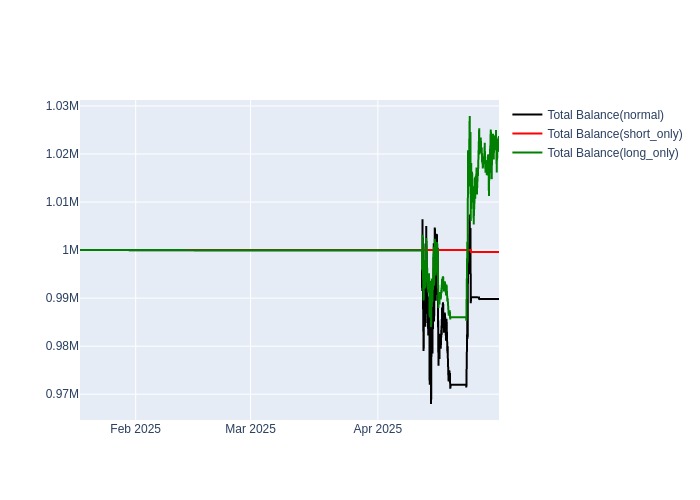 1.03M
1.02M
1.01M
1M
0.99M
0.98M
0.97M
Feb 2025
Mar 2025
Apr 2025
Total Balance(normal)
Total Balance(short_only)
Total Balance(long_only)